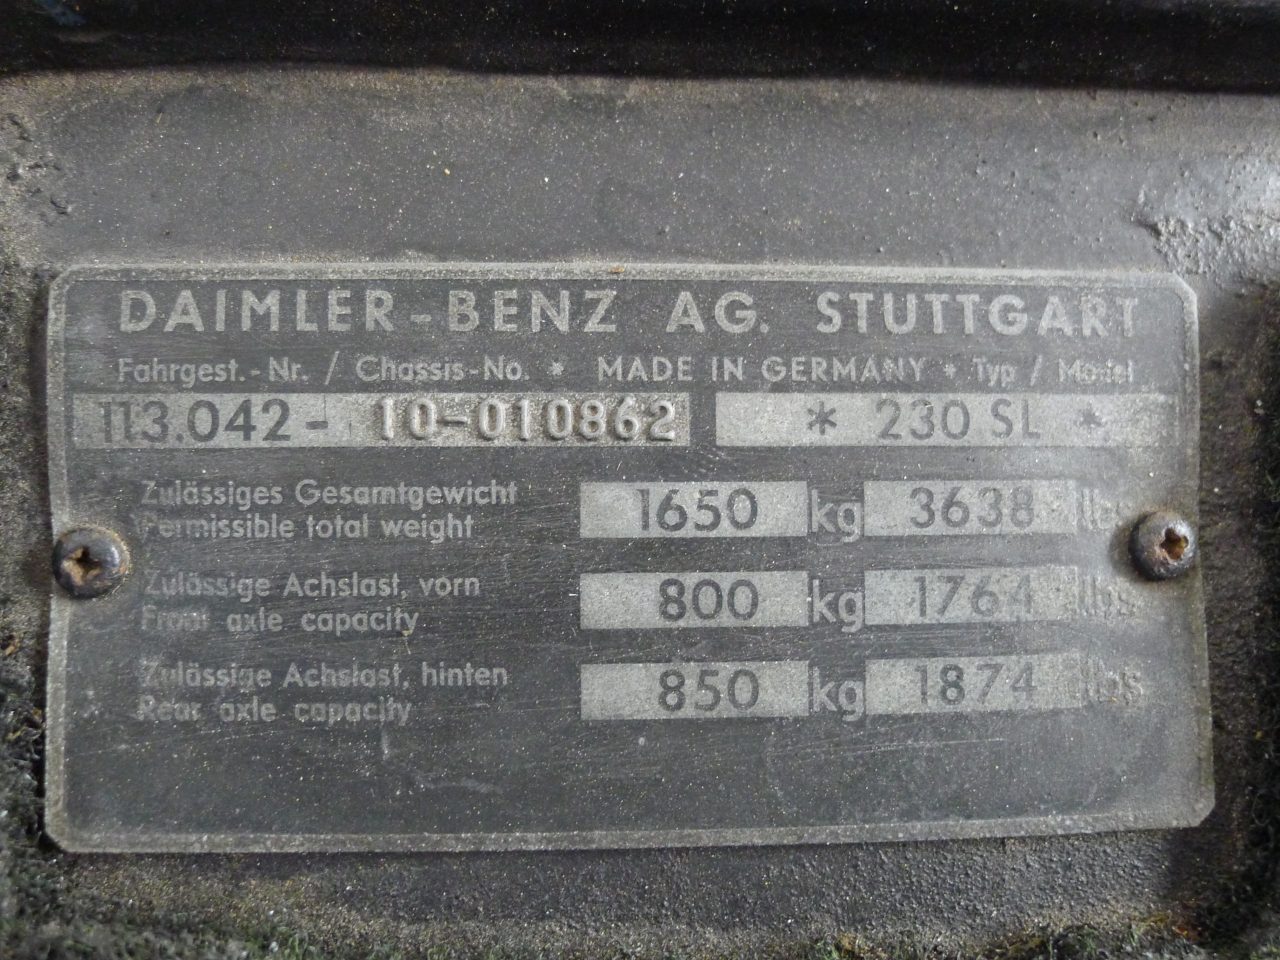 DAIMLER-BENZ AG. STUTTGART
Fahrgest.-Nr. / Chassis-No. * MADE IN GERMANY * Typ / Model
113.042- 10-010862 * 230 SL *
Zulässiges Gesamtgewicht
Permissible total weight 1650 kg 3638 lbs
Zulässige Achslast, vorn
Front axle capacity 800 kg 1764 lbs
Zulässige Achslast, hinten
Rear axle capacity 850 kg 1874 lbs